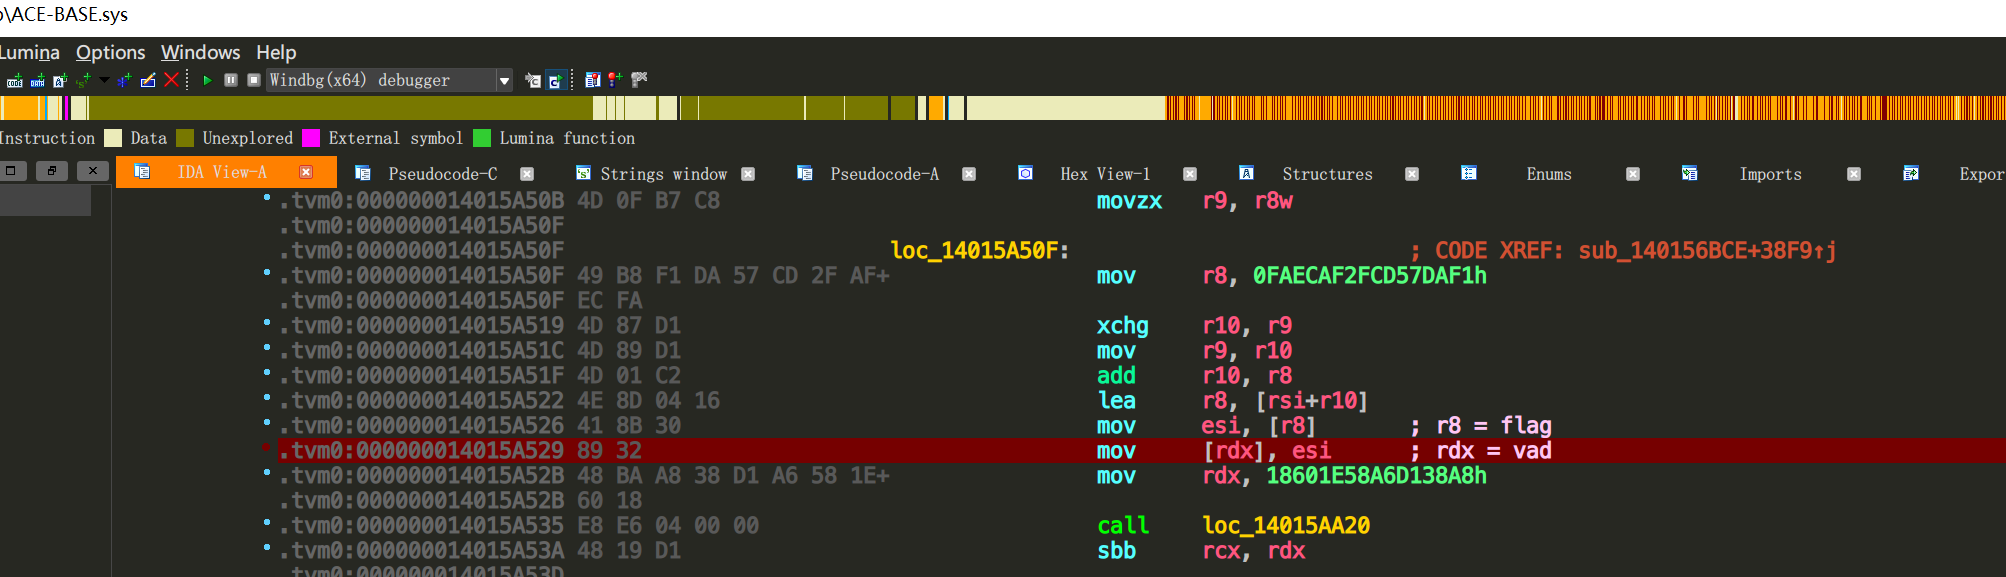 \ACE-BASE.sys
Lumina Options Windows Help
Windbg(x64) debugger
Instruction Data Unexplored External symbol Lumina function
IDA View-A Pseudocode-C Strings window Pseudocode-A Hex View-1 Structures Enums Imports Expor
.tvm0:000000014015A50B 4D 0F B7 C8 movzx r9, r8w
.tvm0:000000014015A50F
.tvm0:000000014015A50F loc_14015A50F: ; CODE XREF: sub_140156BCE+38F9↑j
.tvm0:000000014015A50F 49 B8 F1 DA 57 CD 2F AF+ mov r8, 0FAECAF2FCD57DAF1h
.tvm0:000000014015A50F EC FA
.tvm0:000000014015A519 4D 87 D1 xchg r10, r9
.tvm0:000000014015A51C 4D 89 D1 mov r9, r10
.tvm0:000000014015A51F 4D 01 C2 add r10, r8
.tvm0:000000014015A522 4E 8D 04 16 lea r8, [rsi+r10]
.tvm0:000000014015A526 41 8B 30 mov esi, [r8] ; r8 = flag
.tvm0:000000014015A529 89 32 mov [rdx], esi ; rdx = vad
.tvm0:000000014015A52B 48 BA A8 38 D1 A6 58 1E+ mov rdx, 18601E58A6D138A8h
.tvm0:000000014015A52B 60 18
.tvm0:000000014015A535 E8 E6 04 00 00 call loc_14015AA20
.tvm0:000000014015A53A 48 19 D1 sbb rcx, rdx
.tvm0:000000014015A53D